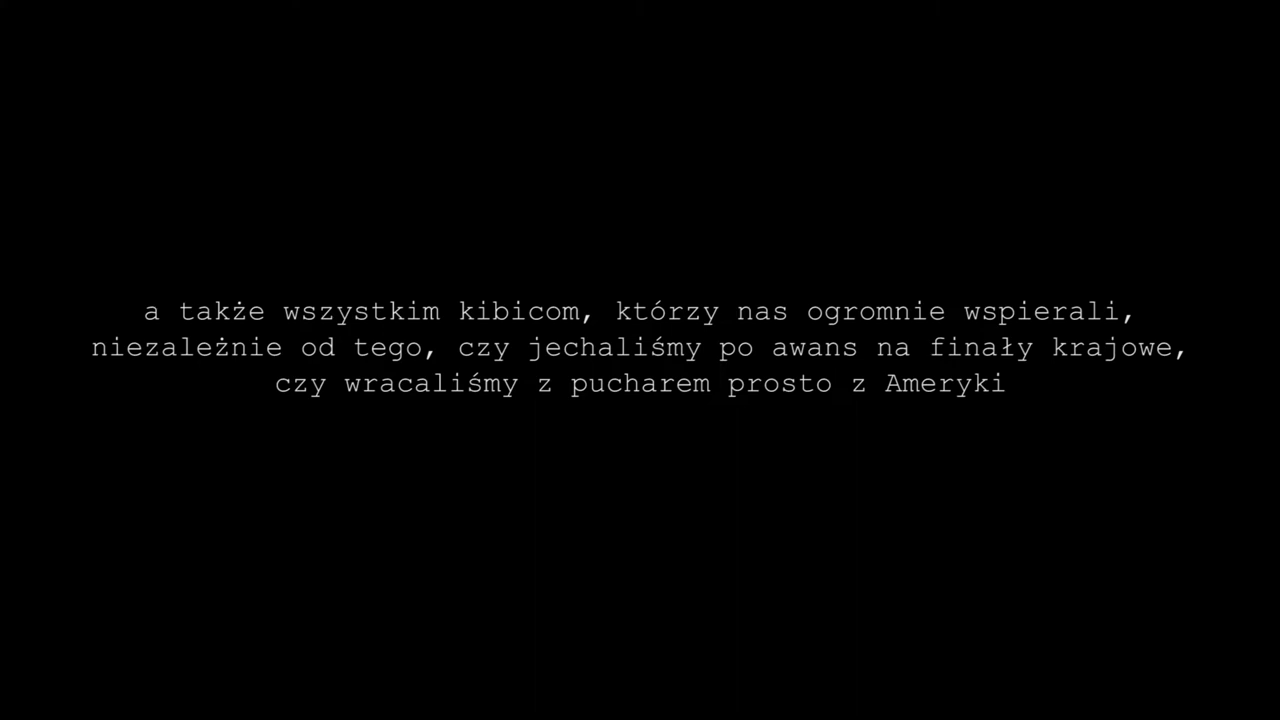 a także wszystkim kibicom, którzy nas ogromnie wspierali,
niezależnie od tego, czy jechaliśmy po awans na finały krajowe,
czy wracaliśmy z pucharem prosto z Ameryki